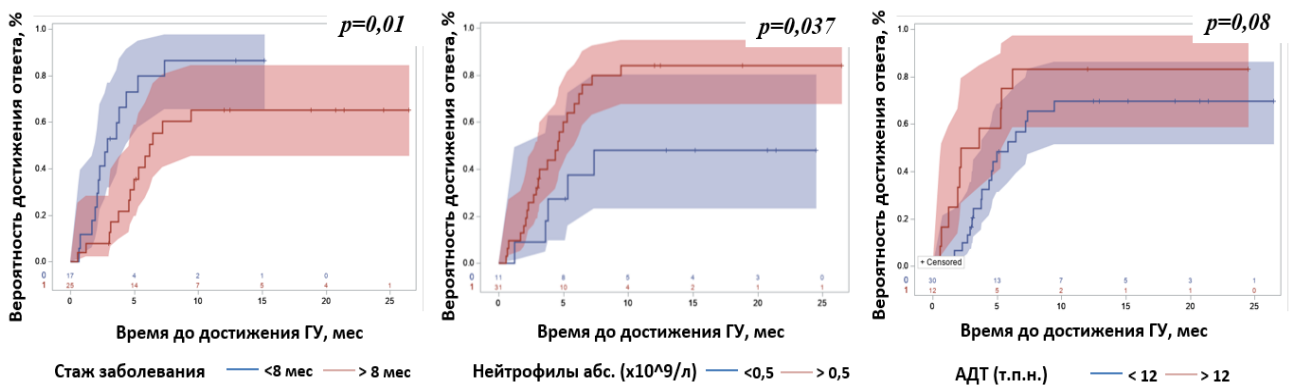 p=0,01
Вероятность достижения ответа, %
1.0
0.8
0.6
0.4
0.2
0.0
0 17 4 2 1 0
1 25 14 7 5 4 1
0 5 10 15 20 25
Время до достижения ГУ, мес
Стаж заболевания <8 мес > 8 мес
p=0,037
Вероятность достижения ответа, %
1.0
0.8
0.6
0.4
0.2
0.0
0 11 8 5 4 3 0
1 31 10 4 2 1 1
0 5 10 15 20 25
Время до достижения ГУ, мес
Нейтрофилы абс. (х10^9/л) <0,5 > 0,5
p=0,08
Вероятность достижения ответа, %
1.0
0.8
0.6
0.4
0.2
0.0
+ Censored
0 30 13 7 5 3 1
1 12 5 2 1 1 0
0 5 10 15 20 25
Время до достижения ГУ, мес
АДТ (т.п.н.) < 12 > 12